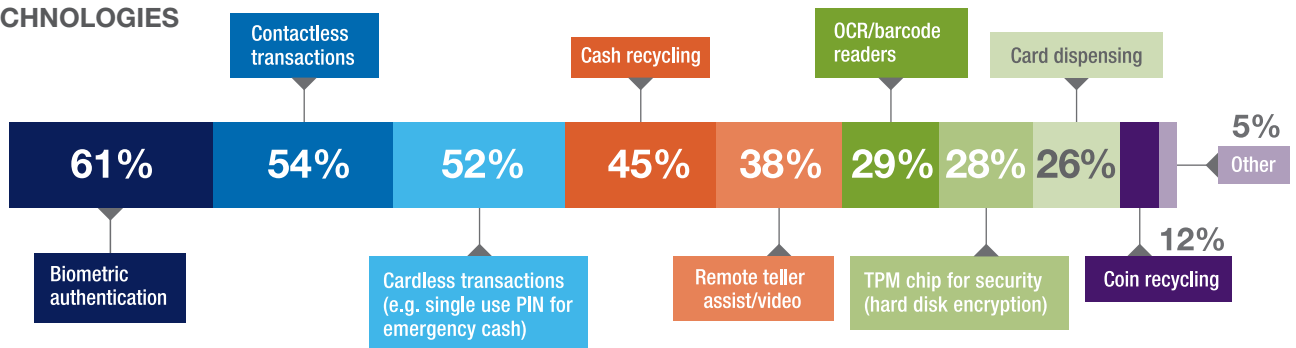 CHNOLOGIES
Contactless
transactions
Cash recycling
OCR/barcode
readers
Card dispensing
61%
54%
52%
45%
38%
29%
28%
26%
5%
Other
12%
Biometric
authentication
Cardless transactions
(e.g. single use PIN for
emergency cash)
Remote teller
assist/video
TPM chip for security
(hard disk encryption)
Coin recycling